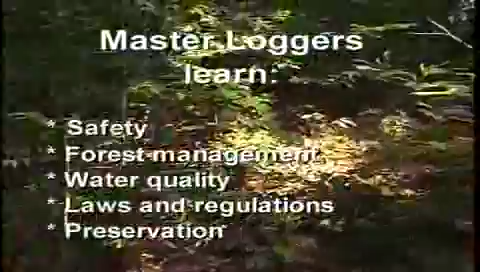 Master Loggers
learn:
* Safety
* Forest management
* Water quality
* Laws and regulations
* Preservation